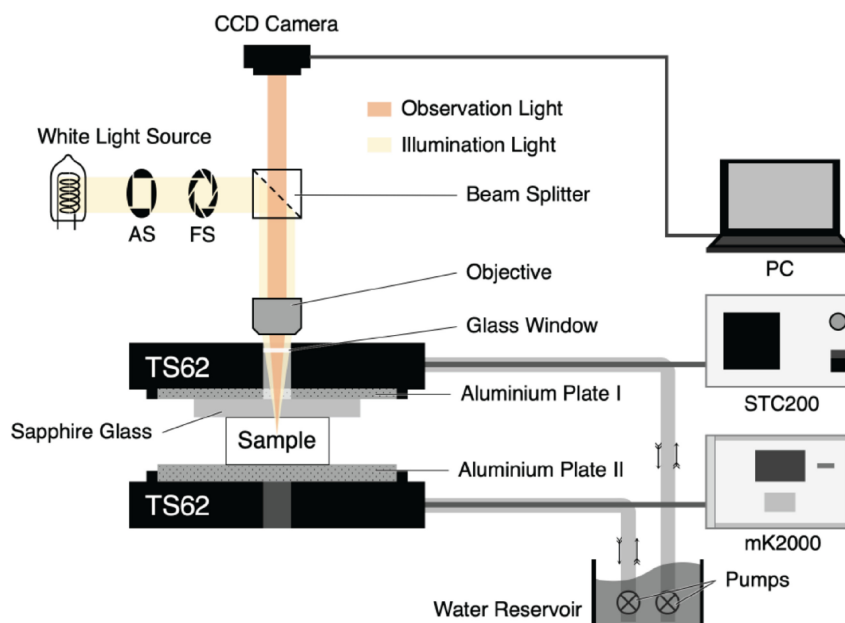 CCD Camera
Observation Light
Illumination Light
White Light Source
AS
FS
Beam Splitter
PC
Objective
Glass Window
TS62
Aluminium Plate I
STC200
Sapphire Glass
Sample
Aluminium Plate II
TS62
mK2000
Pumps
Water Reservoir